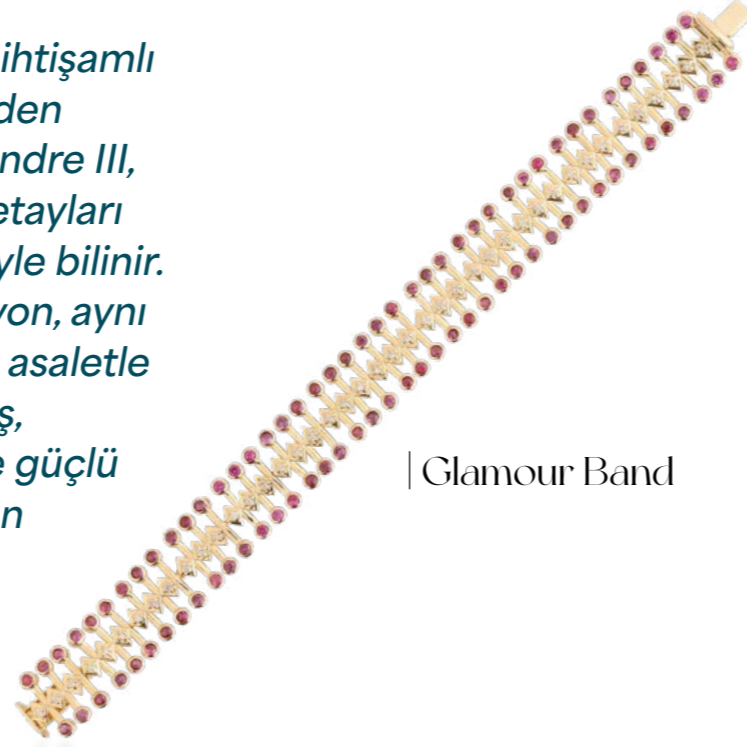 ihtişamlı
den
ndre III,
etayları
yle bilinir.
yon, aynı
asaletle
ş,
e güçlü
n
| Glamour Band